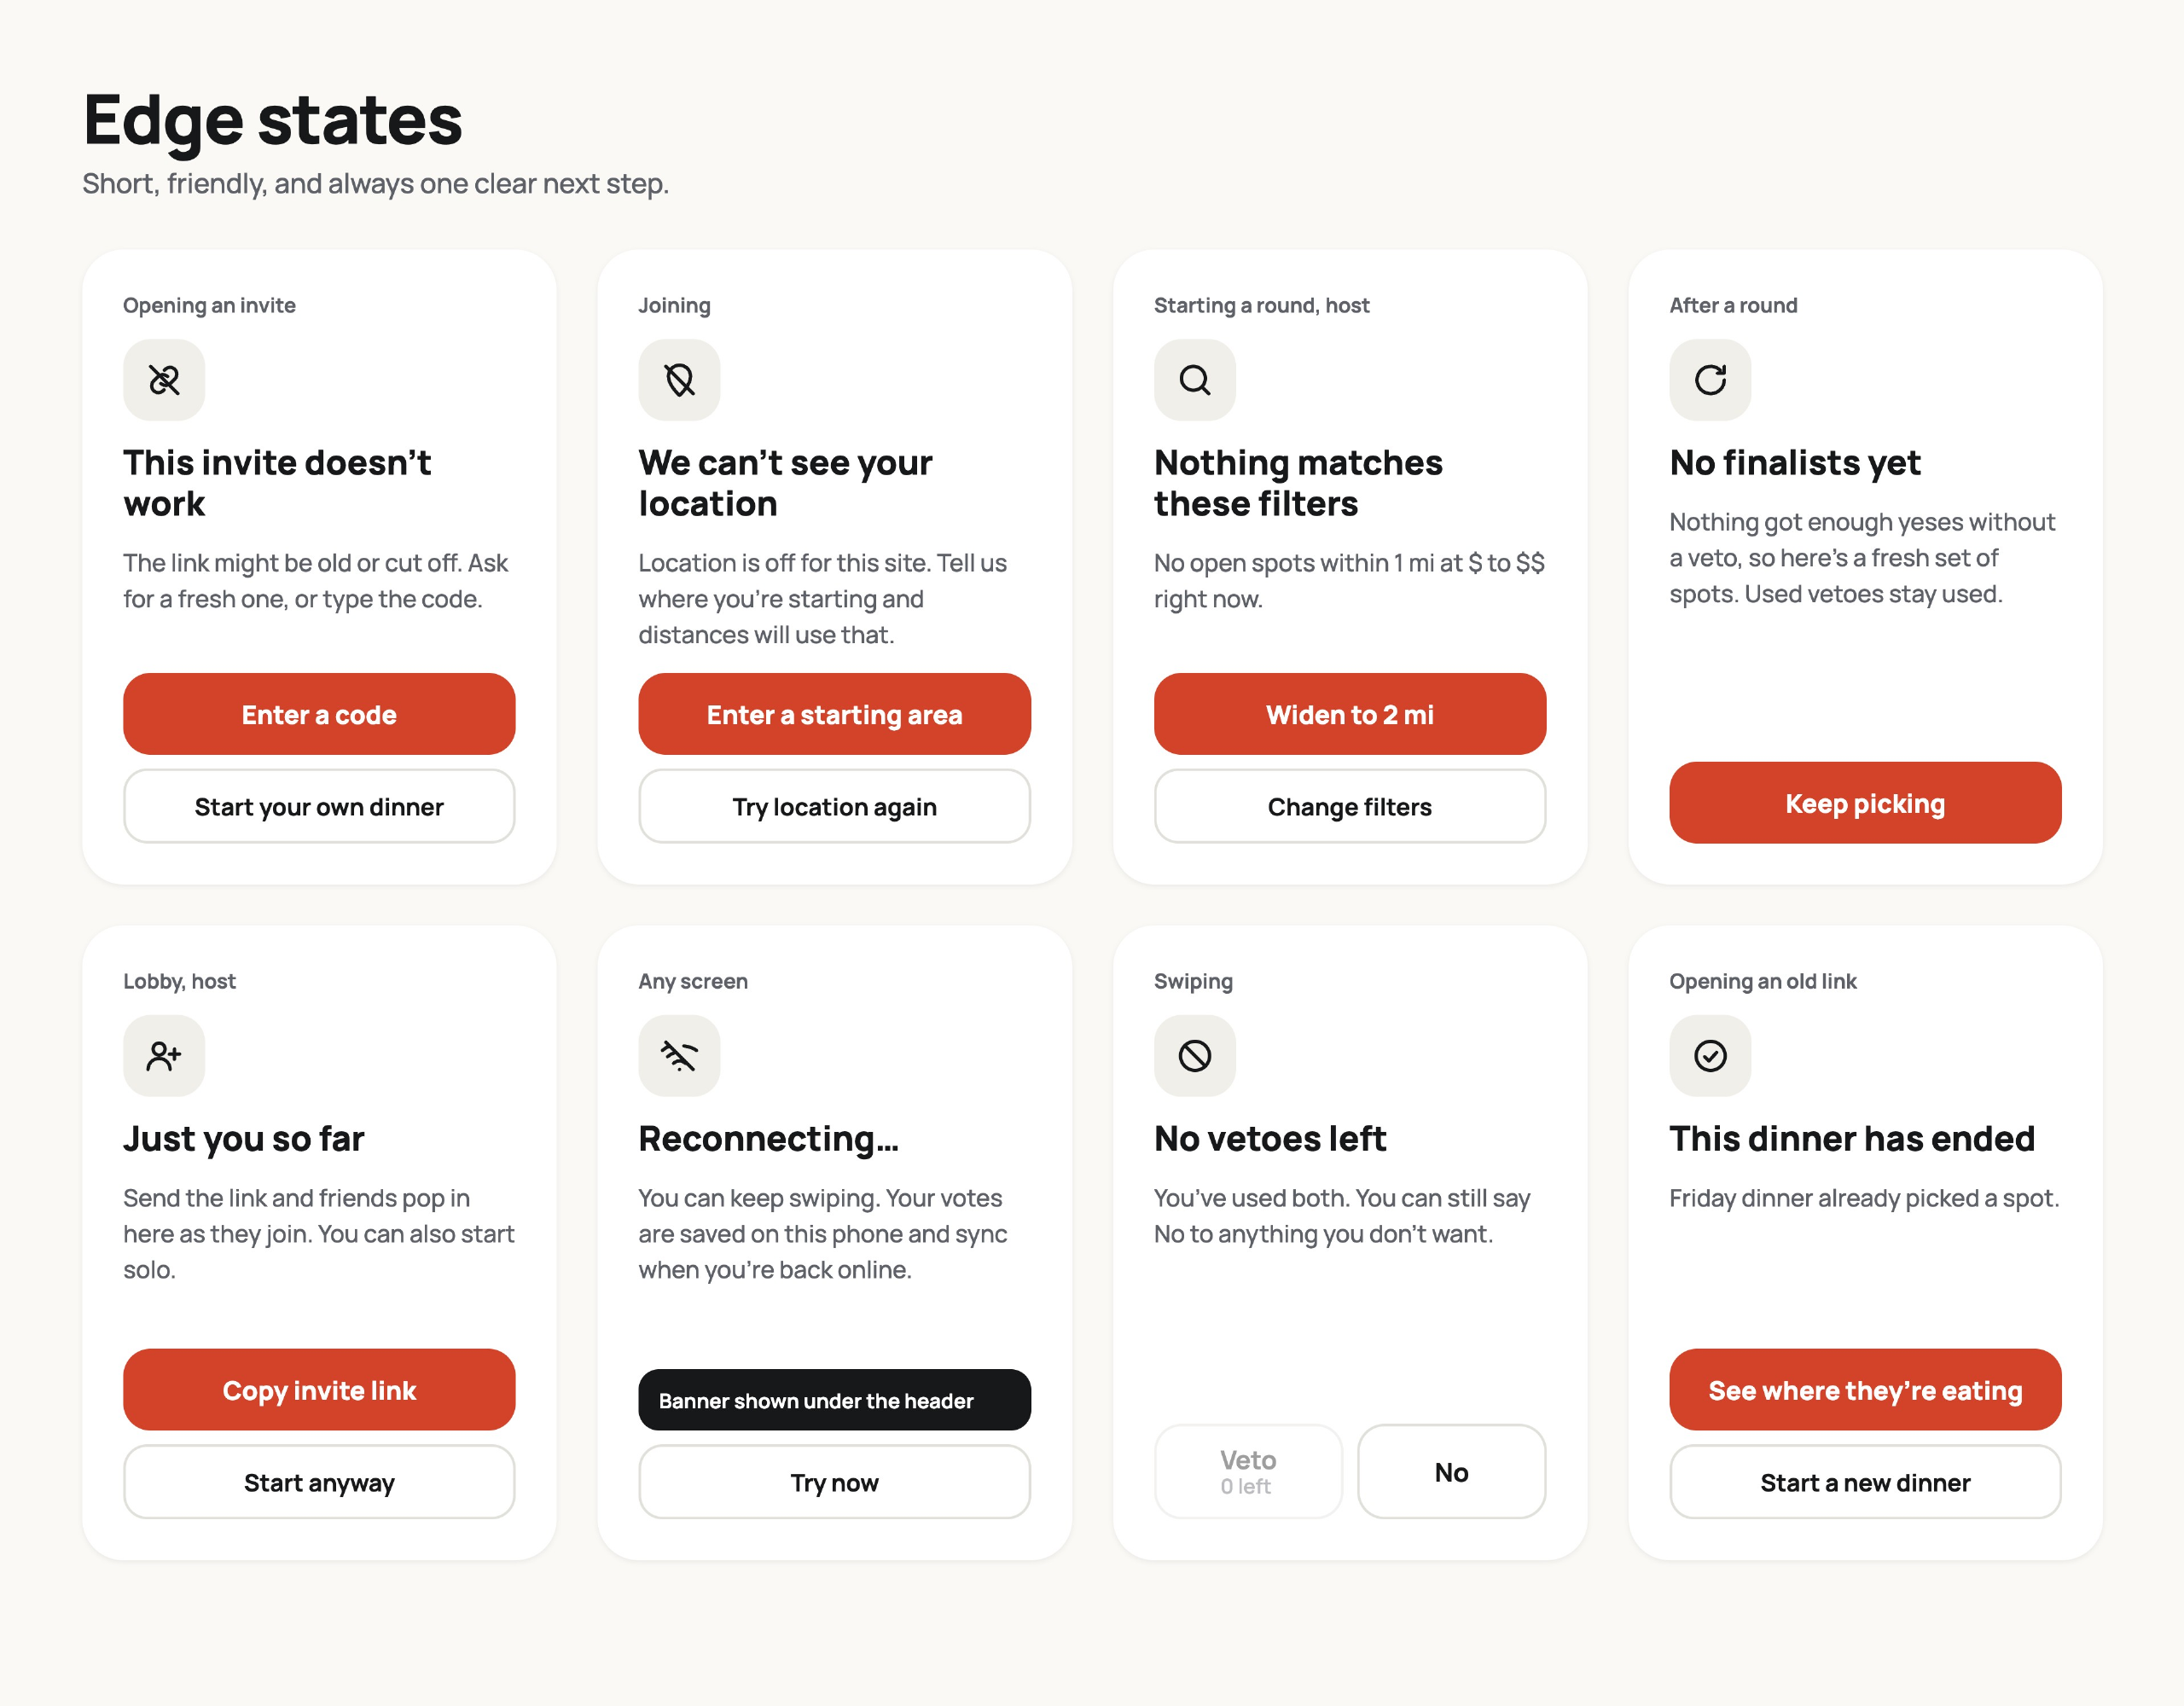 Edge states
Short, friendly, and always one clear next step.
Opening an invite
This invite doesn’t
work
The link might be old or cut off. Ask
for a fresh one, or type the code.
Enter a code
Start your own dinner
Joining
We can’t see your
location
Location is off for this site. Tell us
where you’re starting and
distances will use that.
Enter a starting area
Try location again
Starting a round, host
Nothing matches
these filters
No open spots within 1 mi at $ to $$
right now.
Widen to 2 mi
Change filters
After a round
No finalists yet
Nothing got enough yeses without
a veto, so here’s a fresh set of
spots. Used vetoes stay used.
Keep picking
Lobby, host
Just you so far
Send the link and friends pop in
here as they join. You can also start
solo.
Copy invite link
Start anyway
Any screen
Reconnecting…
You can keep swiping. Your votes
are saved on this phone and sync
when you’re back online.
Banner shown under the header
Try now
Swiping
No vetoes left
You’ve used both. You can still say
No to anything you don’t want.
Veto
0 left
No
Opening an old link
This dinner has ended
Friday dinner already picked a spot.
See where they’re eating
Start a new dinner